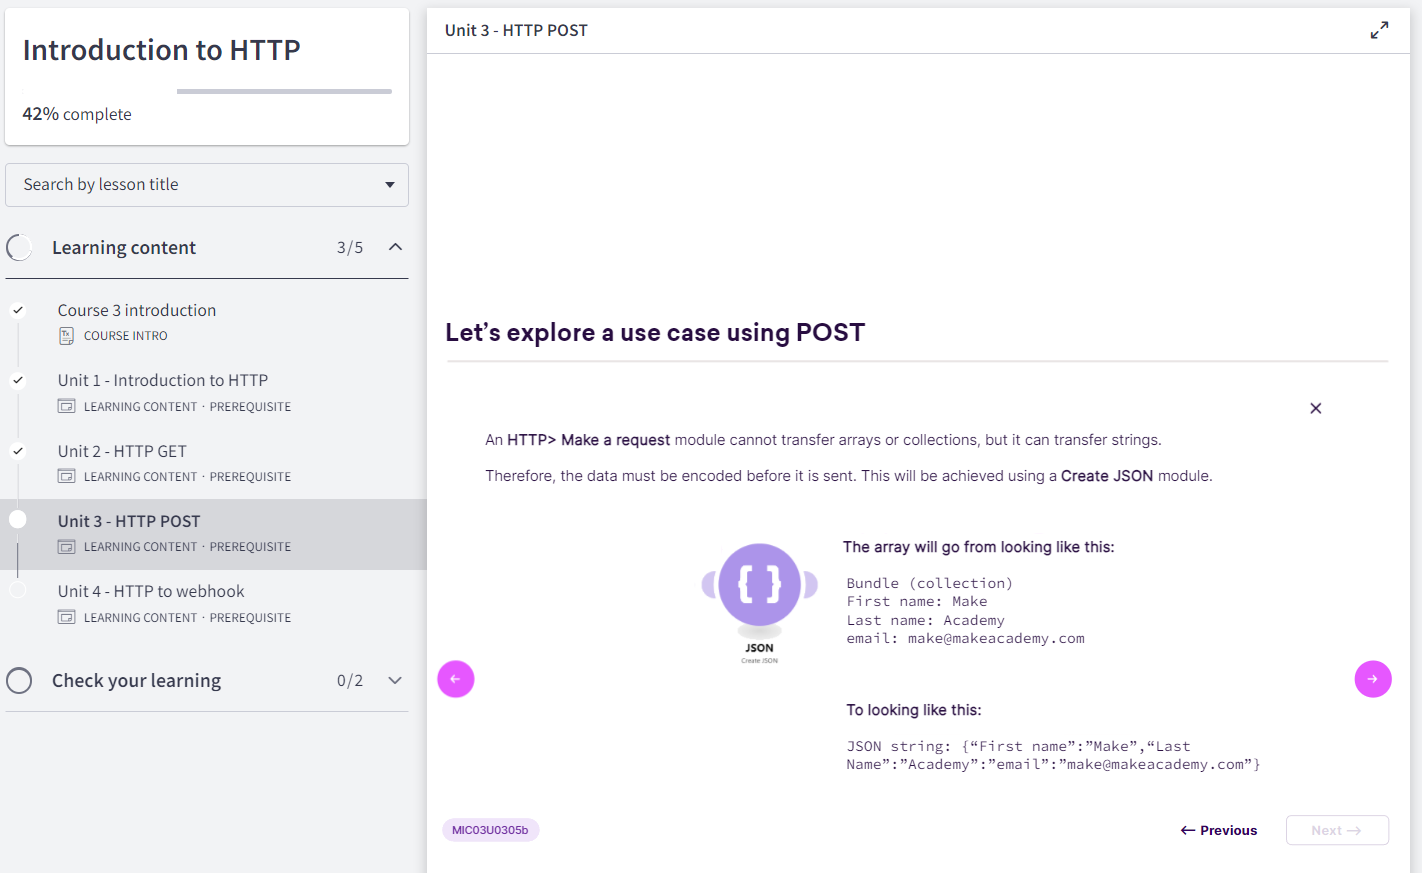 Introduction to HTTP
42% complete
Search by lesson title
Learning content 3/5
Course 3 introduction
Tx COURSE INTRO
Unit 1 - Introduction to HTTP
LEARNING CONTENT · PREREQUISITE
Unit 2 - HTTP GET
LEARNING CONTENT · PREREQUISITE
Unit 3 - HTTP POST
LEARNING CONTENT · PREREQUISITE
Unit 4 - HTTP to webhook
LEARNING CONTENT · PREREQUISITE
Check your learning 0/2
Unit 3 - HTTP POST
Let’s explore a use case using POST
An HTTP> Make a request module cannot transfer arrays or collections, but it can transfer strings.
Therefore, the data must be encoded before it is sent. This will be achieved using a Create JSON module.
{ }
JSON
Create JSON
The array will go from looking like this:
Bundle (collection)
First name: Make
Last name: Academy
email: make@makeacademy.com
To looking like this:
JSON string: {“First name”:”Make”,“Last
Name”:”Academy”:”email”:”make@makeacademy.com”}
MIC03U0305b
← Previous
Next →